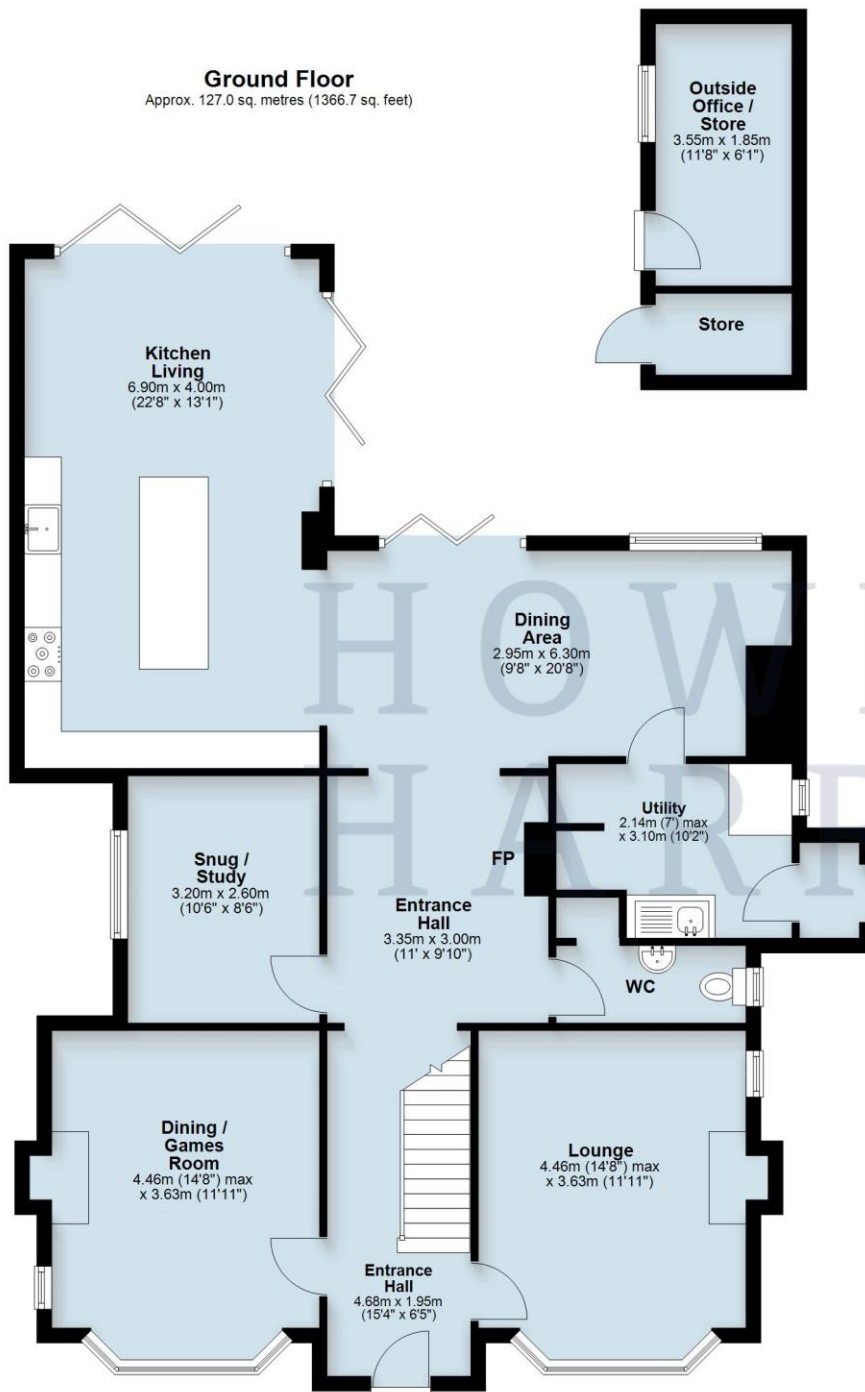 Ground Floor
Approx. 127.0 sq. metres (1366.7 sq. feet)
Outside
Office /
Store
3.55m x 1.85m
(11'8" x 6'1")
Store
Kitchen
Living
6.90m x 4.00m
(22'8" x 13'1")
Dining
Area
2.95m x 6.30m
(9'8" x 20'8")
Utility
2.14m (7') max
x 3.10m (10'2")
Snug /
Study
3.20m x 2.60m
(10'6" x 8'6")
FP
Entrance
Hall
3.35m x 3.00m
(11' x 9'10")
WC
Dining /
Games
Room
4.46m (14'8") max
x 3.63m (11'11")
Lounge
4.46m (14'8") max
x 3.63m (11'11")
Entrance
Hall
4.68m x 1.95m
(15'4" x 6'5")